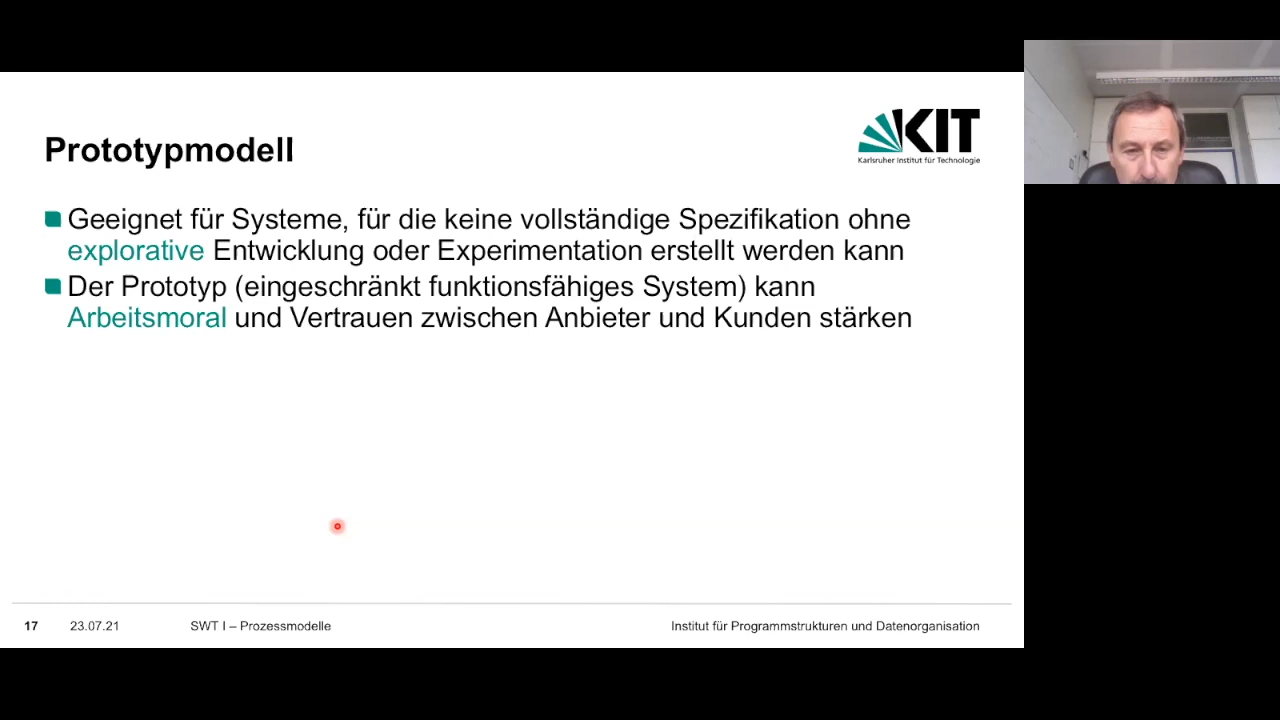 Prototypmodell
KIT
Karlsruher Institut für Technologie
Geeignet für Systeme, für die keine vollständige Spezifikation ohne
explorative Entwicklung oder Experimentation erstellt werden kann
Der Prototyp (eingeschränkt funktionsfähiges System) kann
Arbeitsmoral und Vertrauen zwischen Anbieter und Kunden stärken
17 23.07.21 SWT I – Prozessmodelle Institut für Programmstrukturen und Datenorganisation